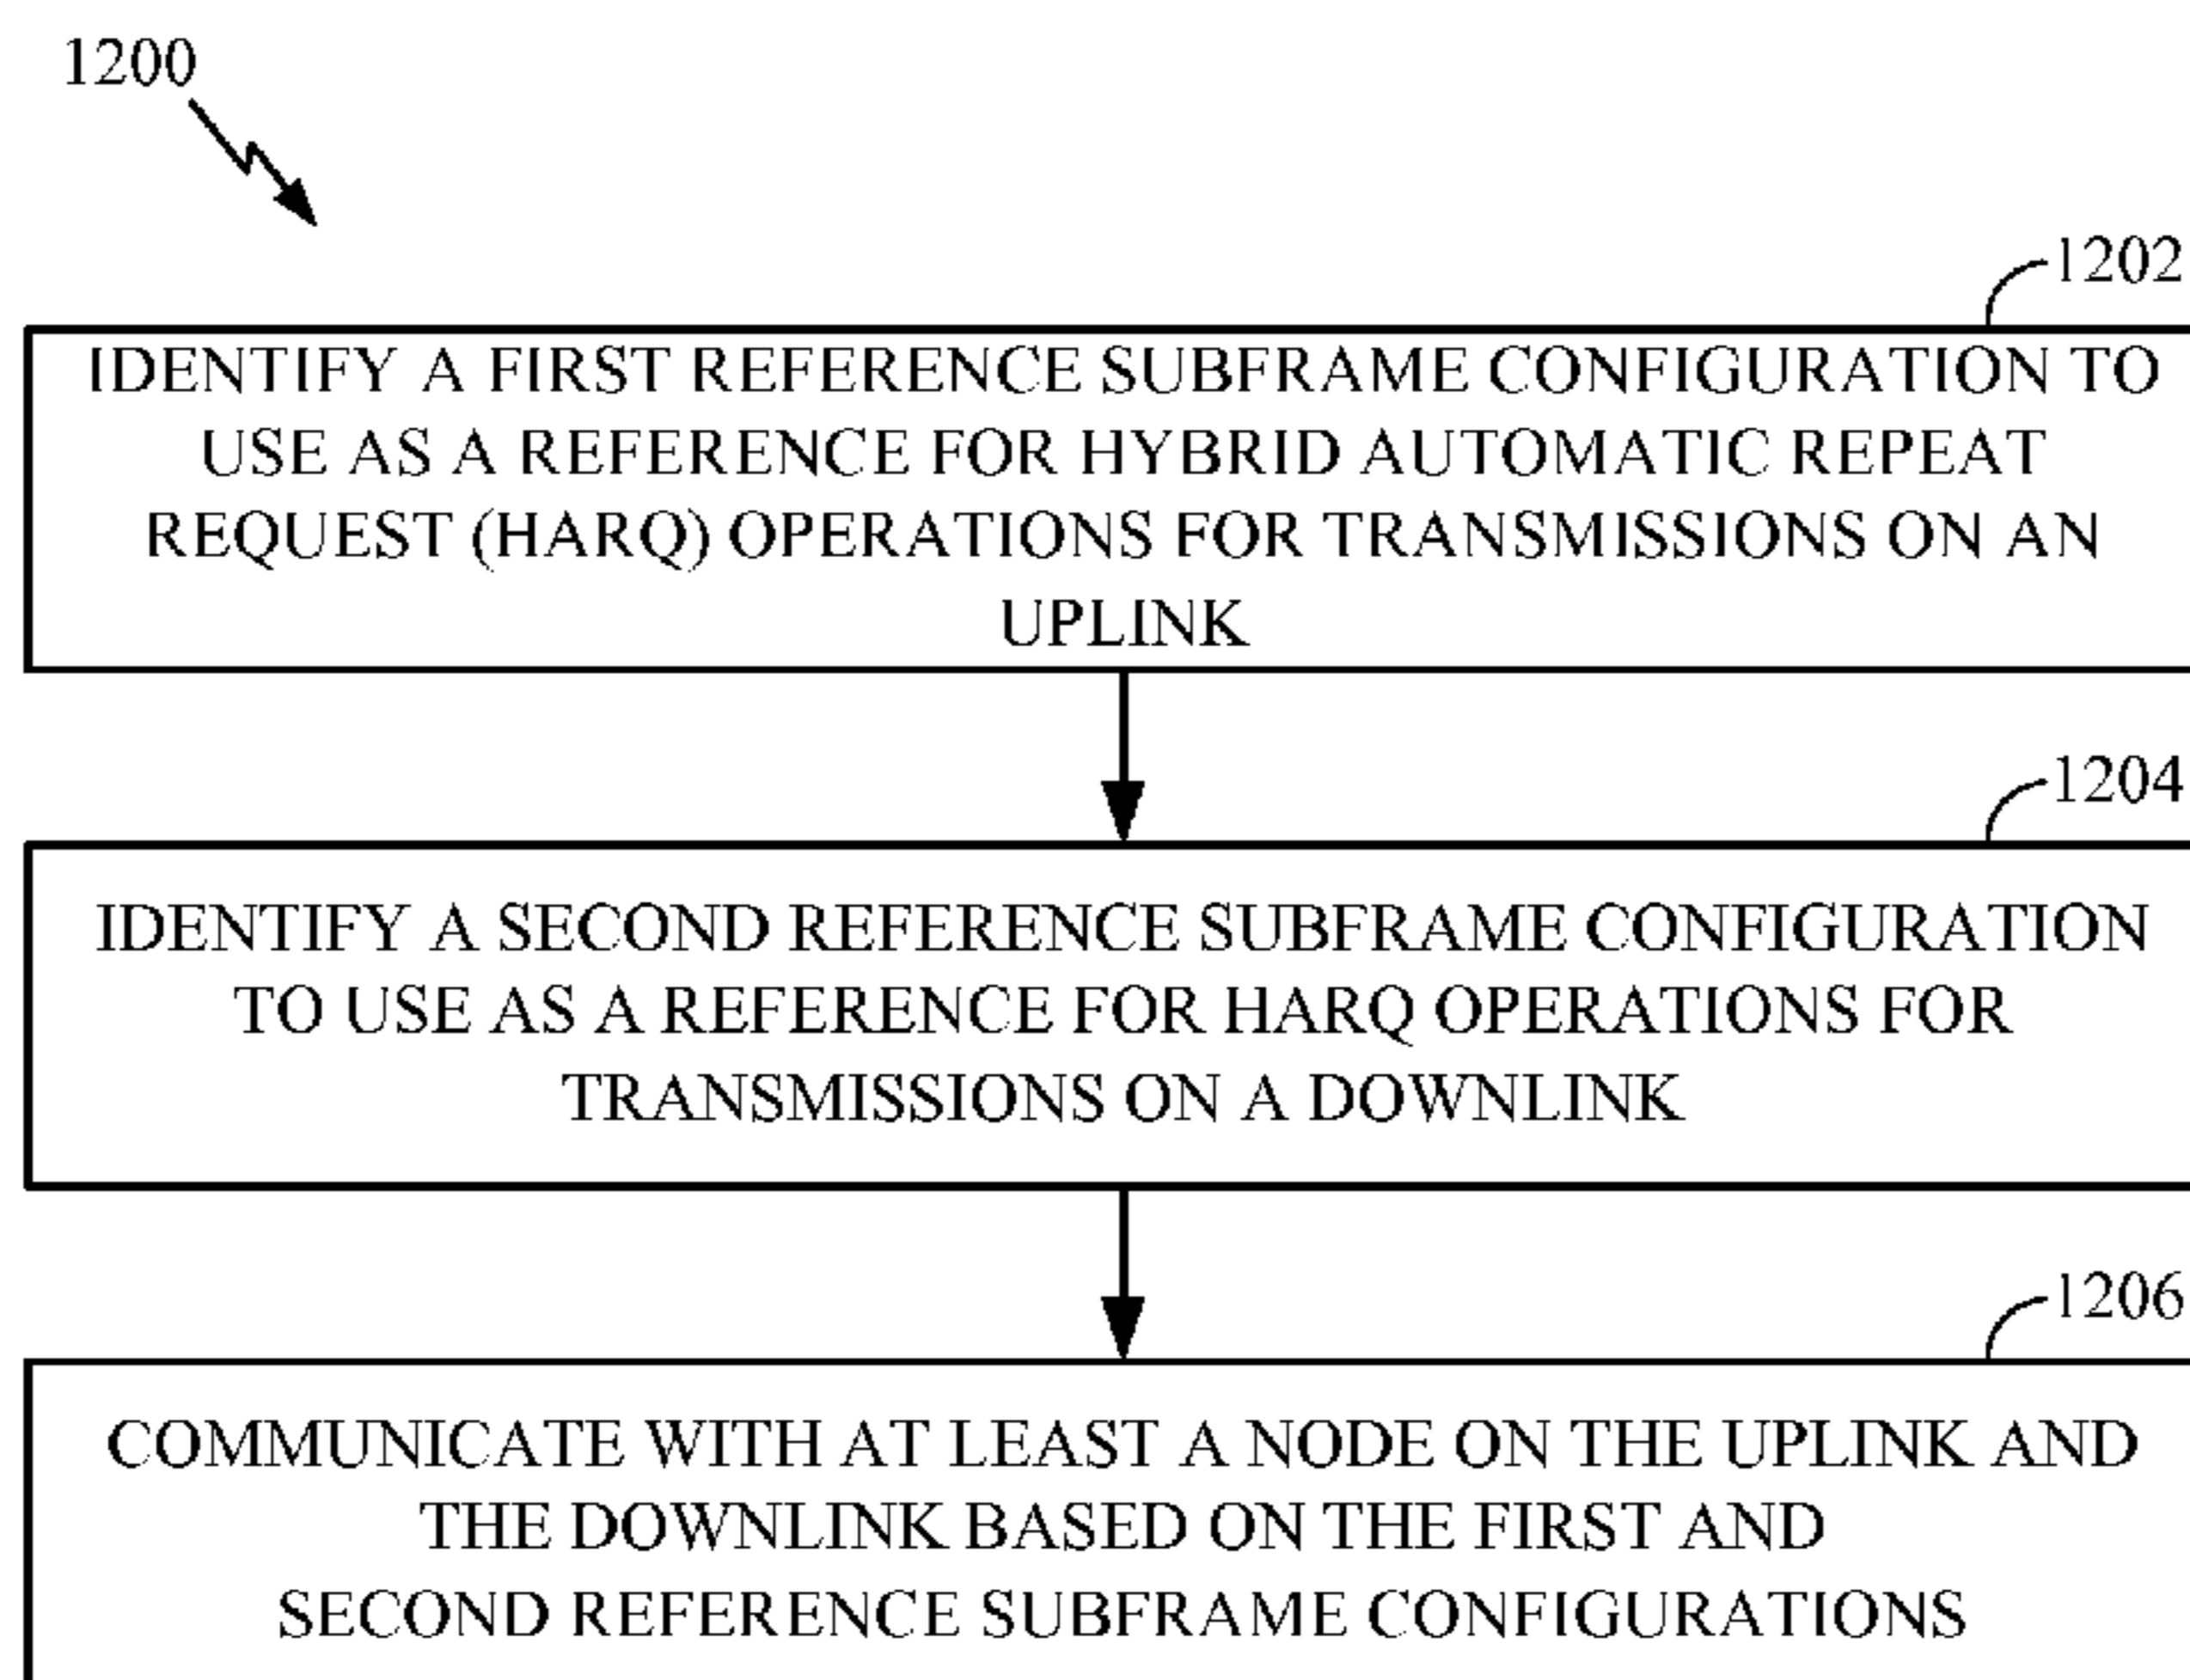 1200
1202
IDENTIFY A FIRST REFERENCE SUBFRAME CONFIGURATION TO
USE AS A REFERENCE FOR HYBRID AUTOMATIC REPEAT
REQUEST (HARQ) OPERATIONS FOR TRANSMISSIONS ON AN
UPLINK
1204
IDENTIFY A SECOND REFERENCE SUBFRAME CONFIGURATION
TO USE AS A REFERENCE FOR HARQ OPERATIONS FOR
TRANSMISSIONS ON A DOWNLINK
1206
COMMUNICATE WITH AT LEAST A NODE ON THE UPLINK AND
THE DOWNLINK BASED ON THE FIRST AND
SECOND REFERENCE SUBFRAME CONFIGURATIONS